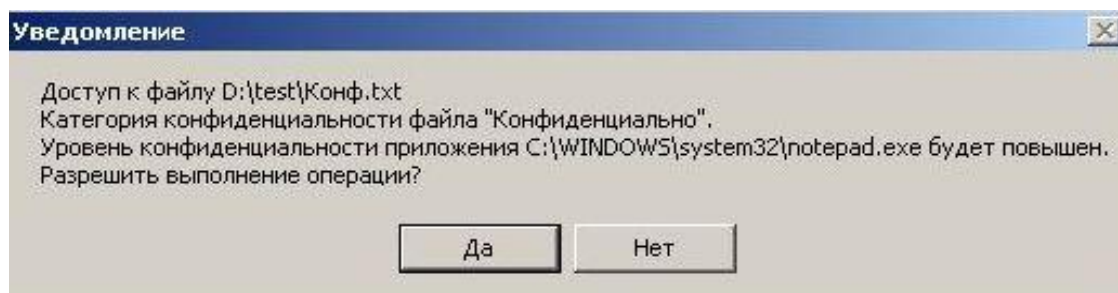 Уведомление
Доступ к файлу D:\test\Конф.txt
Категория конфиденциальности файла "Конфиденциально".
Уровень конфиденциальности приложения C:\WINDOWS\system32\notepad.exe будет повышен.
Разрешить выполнение операции?
Да Нет